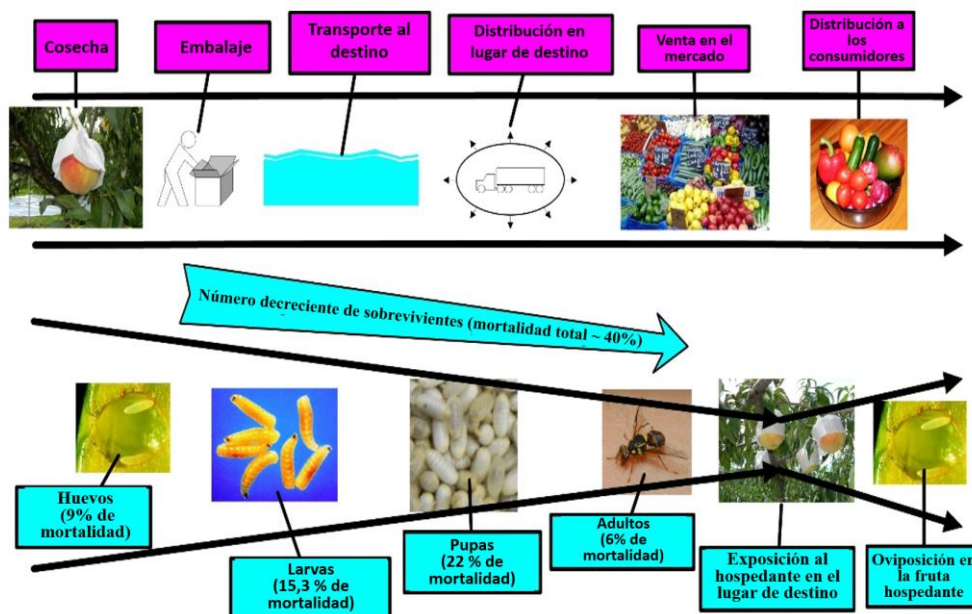 Cosecha
Embalaje
Transporte al
destino
Distribución en
lugar de destino
Venta en el
mercado
Distribución a
los
consumidores
Número decreciente de sobrevivientes (mortalidad total ~ 40%)
Huevos
(9% de
mortalidad)
Larvas
(15,3 % de
mortalidad)
Pupas
(22 % de
mortalidad)
Adultos
(6% de
mortalidad)
Exposición al
hospedante en el
lugar de destino
Oviposición en
la fruta
hospedante